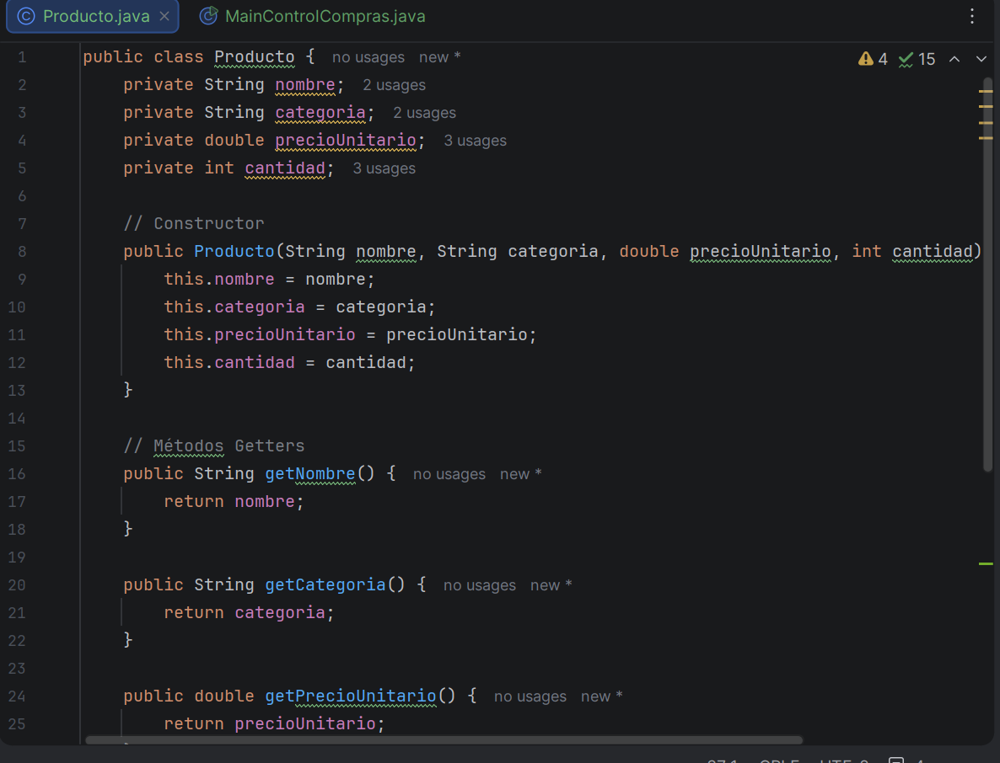 Producto.java MainControlCompras.java
4 15
1 public class Producto { no usages new *
2 private String nombre; 2 usages
3 private String categoria; 2 usages
4 private double precioUnitario; 3 usages
5 private int cantidad; 3 usages
6
7 // Constructor
8 public Producto(String nombre, String categoria, double precioUnitario, int cantidad)
9 this.nombre = nombre;
10 this.categoria = categoria;
11 this.precioUnitario = precioUnitario;
12 this.cantidad = cantidad;
13 }
14
15 // Métodos Getters
16 public String getNombre() { no usages new *
17 return nombre;
18 }
19
20 public String getCategoria() { no usages new *
21 return categoria;
22 }
23
24 public double getPrecioUnitario() { no usages new *
25 return precioUnitario;